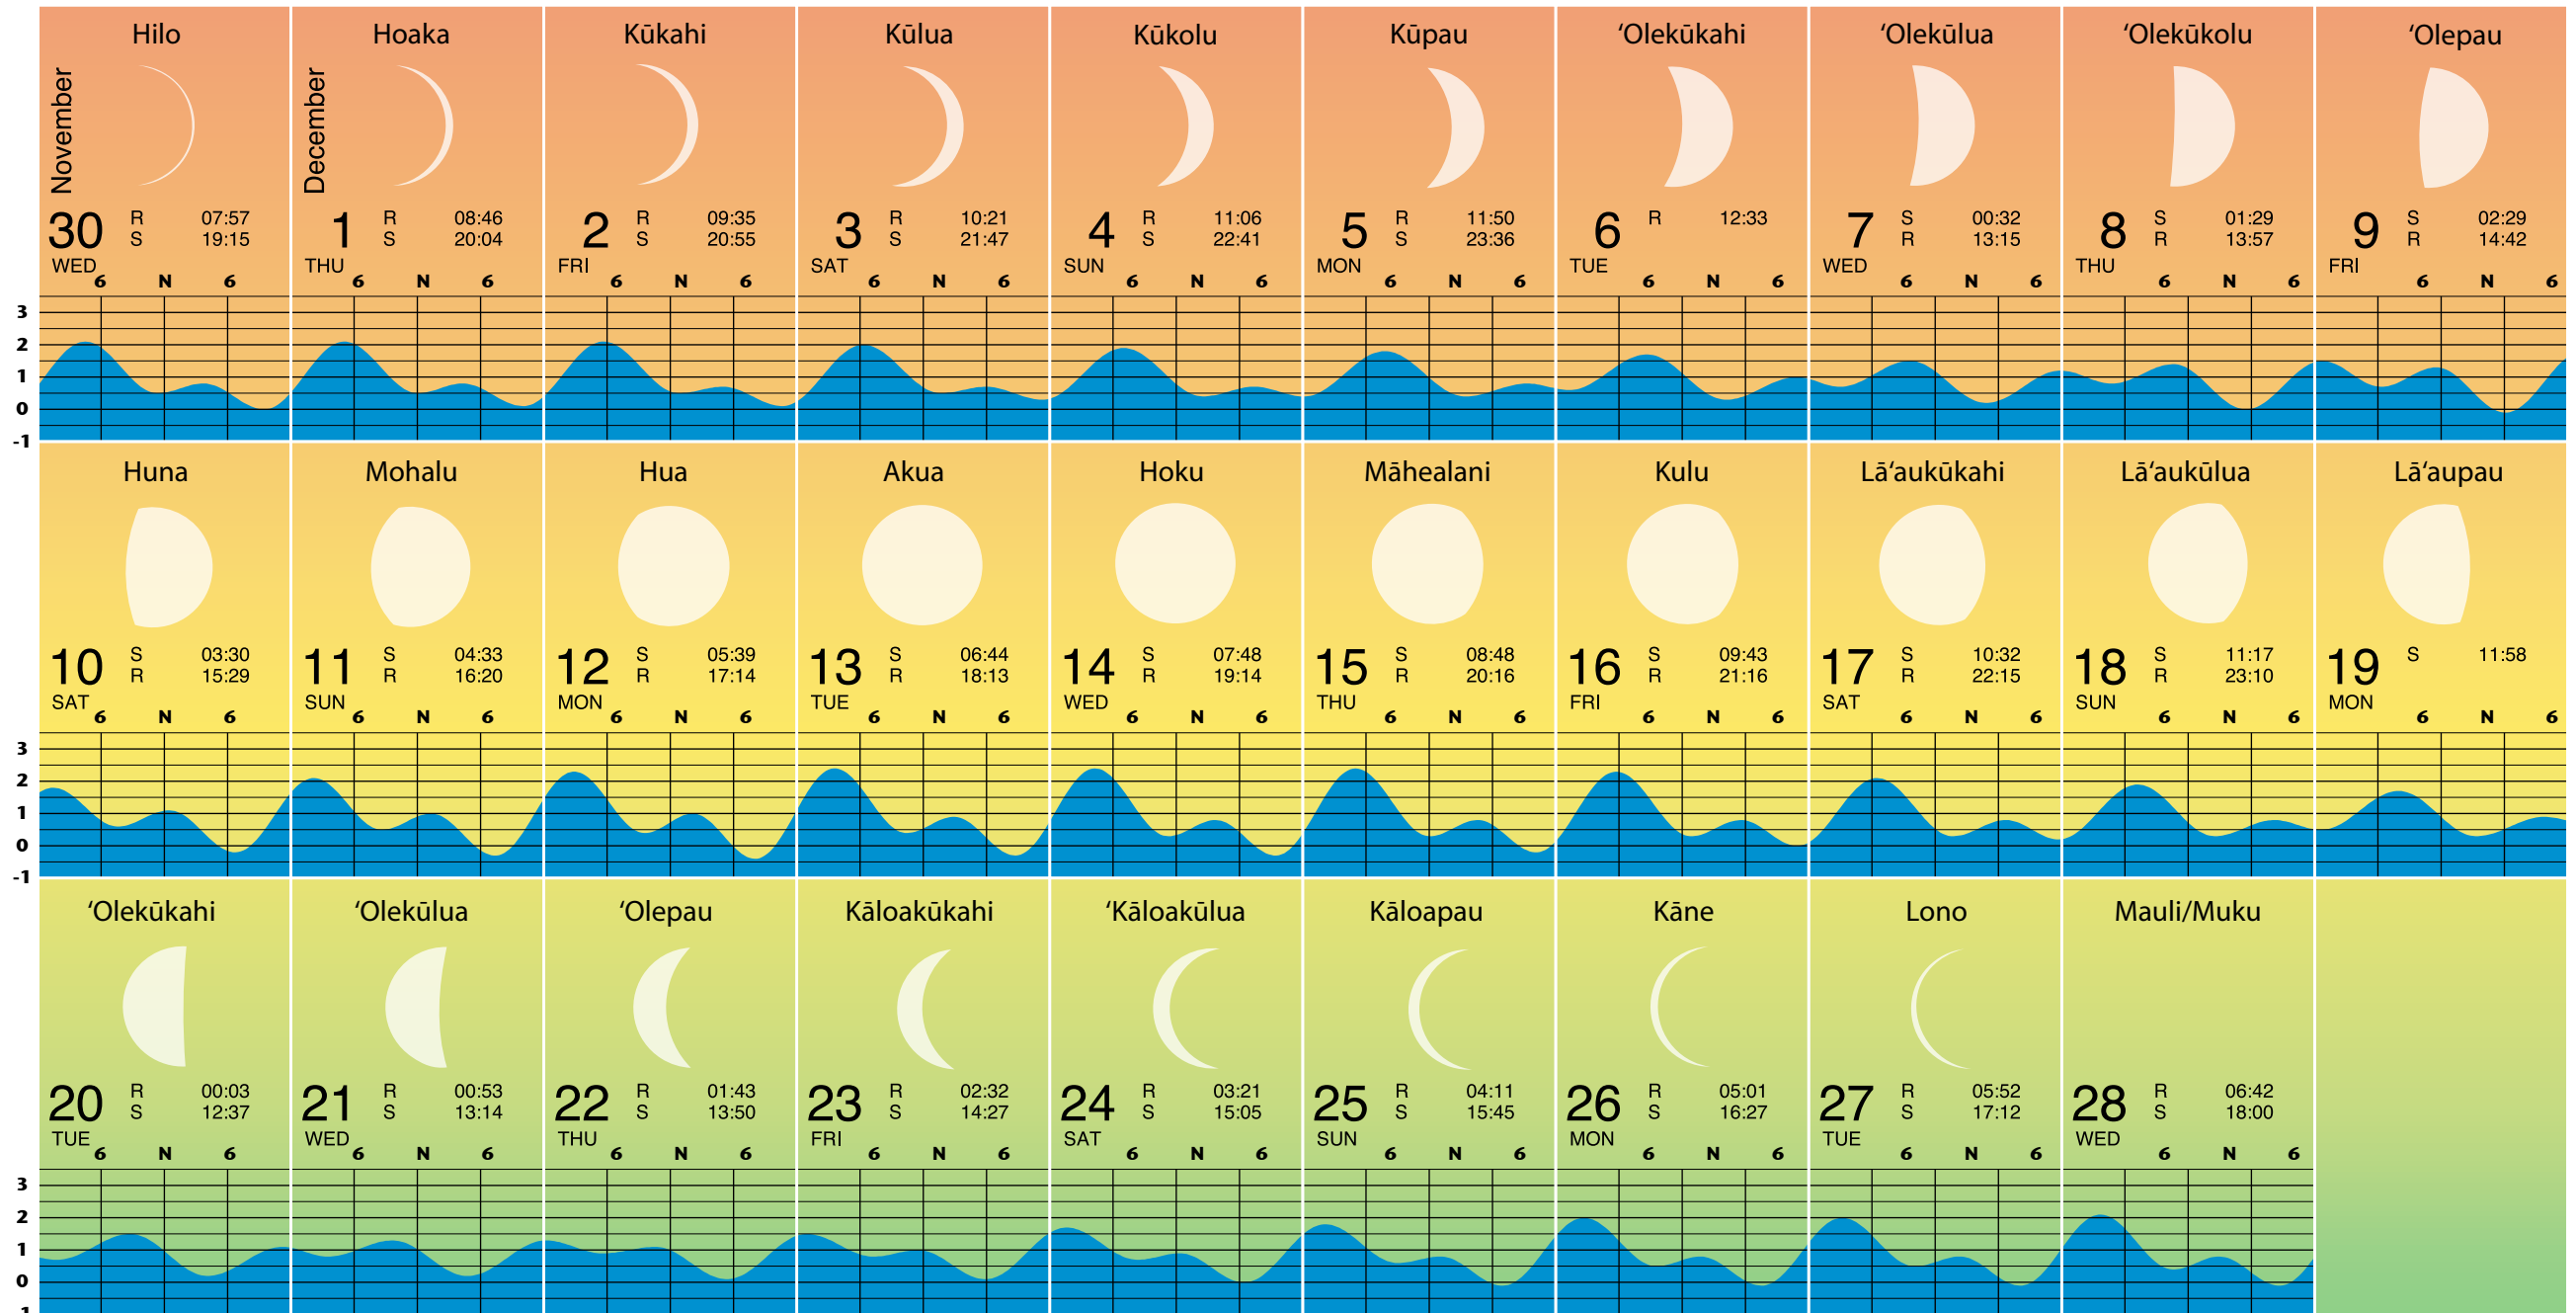 Hilo Hoaka Kūkahi Kūlua Kūkolu Kūpau ʻOlekūkahi ʻOlekūlua ʻOlekūkolu ʻOlepau
November December
30 R 07:57 1 R 08:46 2 R 09:35 3 R 10:21 4 R 11:06 5 R 11:50 6 R 12:33 7 S 00:32 8 S 01:29 9 S 02:29
S 19:15 S 20:04 S 20:55 S 21:47 S 22:41 S 23:36 R 13:15 R 13:57 R 14:42
WED THU FRI SAT SUN MON TUE WED THU FRI
6 N 6 6 N 6 6 N 6 6 N 6 6 N 6 6 N 6 6 N 6 6 N 6 6 N 6 6 N 6
3
2
1
0
-1
Huna Mohalu Hua Akua Hoku Māhealani Kulu Lāʻaukūkahi Lāʻaukūlua Lāʻaupau
10 S 03:30 11 S 04:33 12 S 05:39 13 S 06:44 14 S 07:48 15 S 08:48 16 S 09:43 17 S 10:32 18 S 11:17 19 S 11:58
R 15:29 R 16:20 R 17:14 R 18:13 R 19:14 R 20:16 R 21:16 R 22:15 R 23:10
SAT SUN MON TUE WED THU FRI SAT SUN MON
6 N 6 6 N 6 6 N 6 6 N 6 6 N 6 6 N 6 6 N 6 6 N 6 6 N 6 6 N 6
3
2
1
0
-1
ʻOlekūkahi ʻOlekūlua ʻOlepau Kāloakūkahi ʻKāloakūlua Kāloapau Kāne Lono Mauli/Muku
20 R 00:03 21 R 00:53 22 R 01:43 23 R 02:32 24 R 03:21 25 R 04:11 26 R 05:01 27 R 05:52 28 R 06:42
S 12:37 S 13:14 S 13:50 S 14:27 S 15:05 S 15:45 S 16:27 S 17:12 S 18:00
TUE WED THU FRI SAT SUN MON TUE WED
6 N 6 6 N 6 6 N 6 6 N 6 6 N 6 6 N 6 6 N 6 6 N 6 6 N 6
3
2
1
0